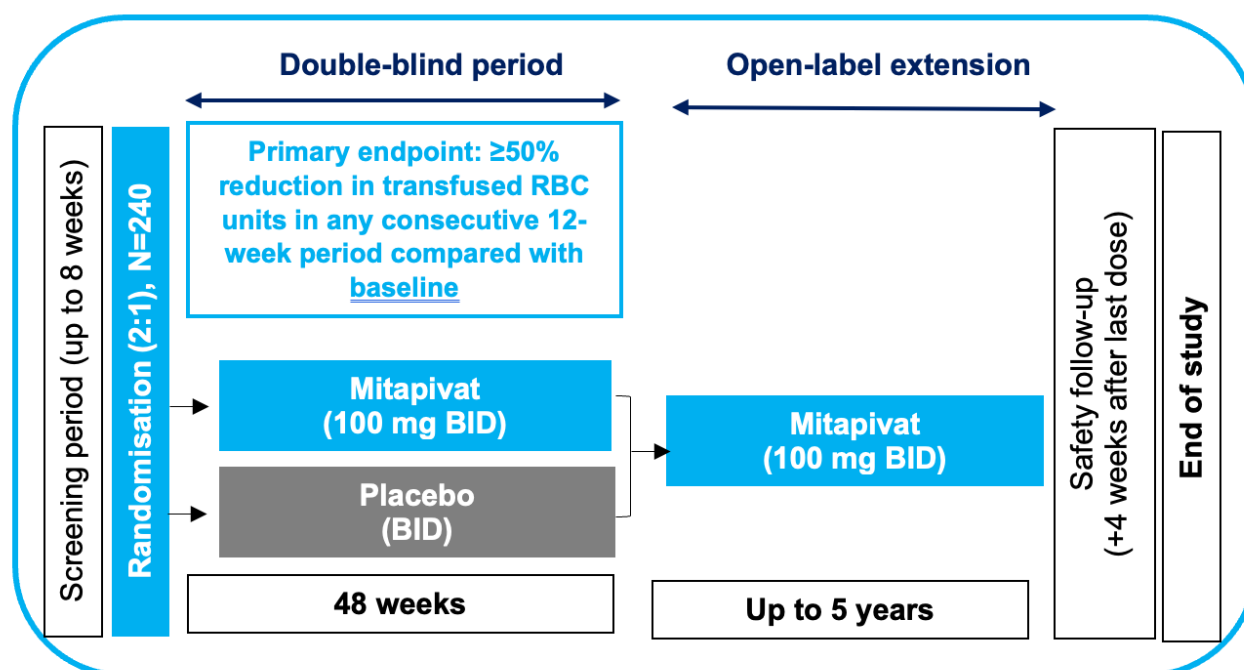 Double-blind period
Open-label extension
Screening period (up to 8 weeks)
Randomisation (2:1), N=240
Primary endpoint: ≥50%
reduction in transfused RBC
units in any consecutive 12-
week period compared with
baseline
Mitapivat
(100 mg BID)
Placebo
(BID)
48 weeks
Mitapivat
(100 mg BID)
Up to 5 years
Safety follow-up
(+4 weeks after last dose)
End of study